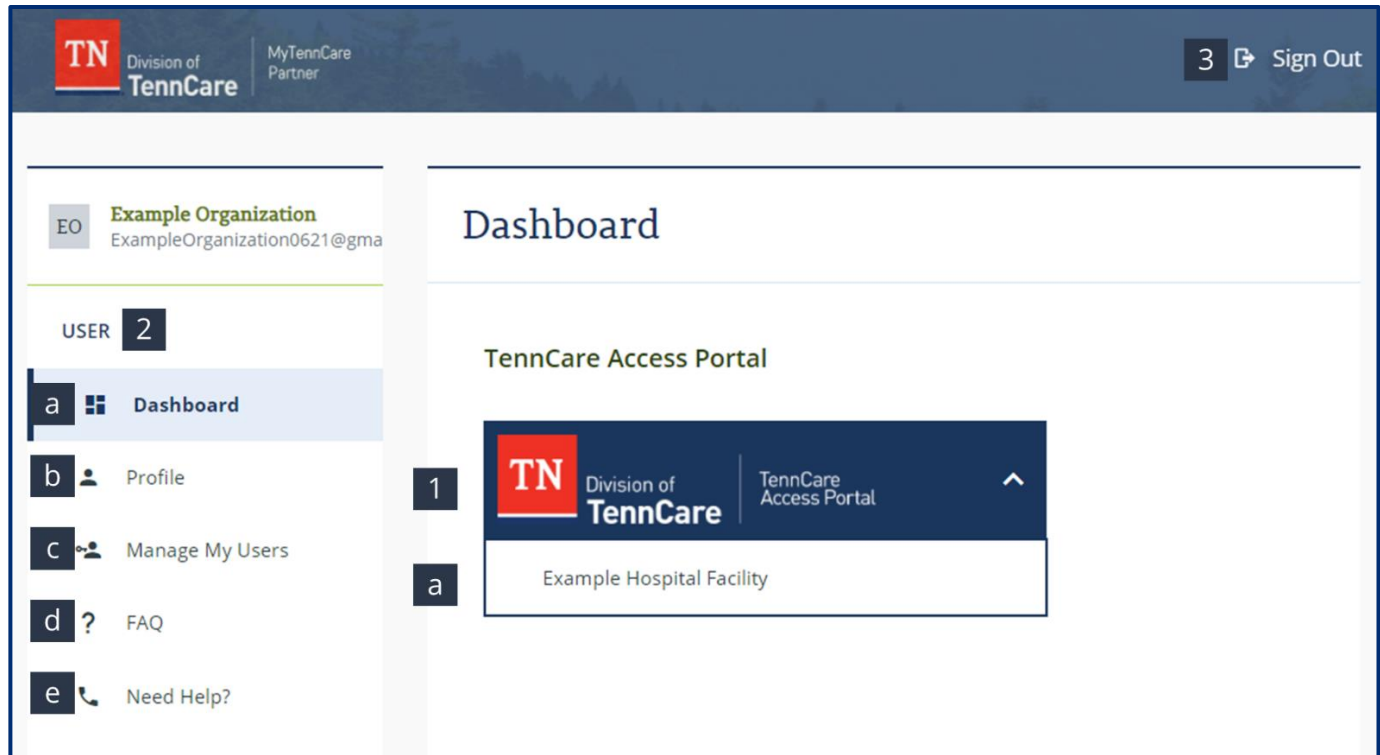 TN
Division of
TennCare
MyTennCare
Partner
3 Sign Out
EO
Example Organization
ExampleOrganization0621@gma
USER 2
a Dashboard
b Profile
c Manage My Users
d ? FAQ
e Need Help?
Dashboard
TennCare Access Portal
1
TN
Division of
TennCare
TennCare
Access Portal
a Example Hospital Facility